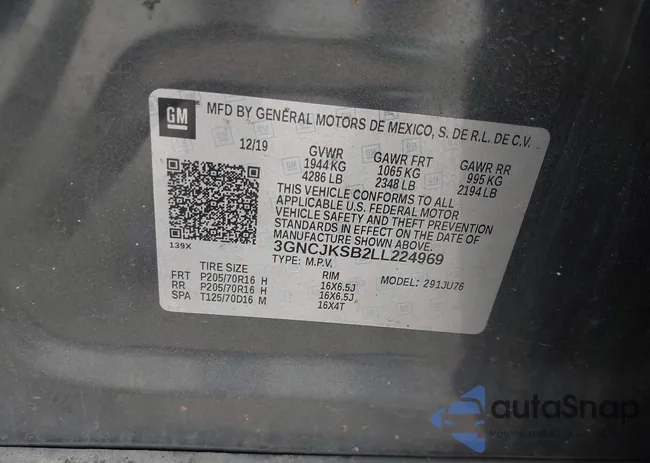 GM
MFD BY GENERAL MOTORS DE MEXICO, S. DE R.L. DE C.V.
12/19 GVWR GAWR FRT GAWR RR
1944 KG 1065 KG 995 KG
4286 LB 2348 LB 2194 LB
THIS VEHICLE CONFORMS TO ALL
APPLICABLE U.S. FEDERAL MOTOR
VEHICLE SAFETY AND THEFT PREVENTION
STANDARDS IN EFFECT ON THE DATE OF
MANUFACTURE SHOWN ABOVE.
139X
3GNCJKSB2LL224969
TYPE: M.P.V. MODEL: 291JU76
TIRE SIZE RIM
FRT P205/70R16 H 16X6.5J
RR P205/70R16 H 16X6.5J
SPA T125/70D16 M 16X4T
autoSnap